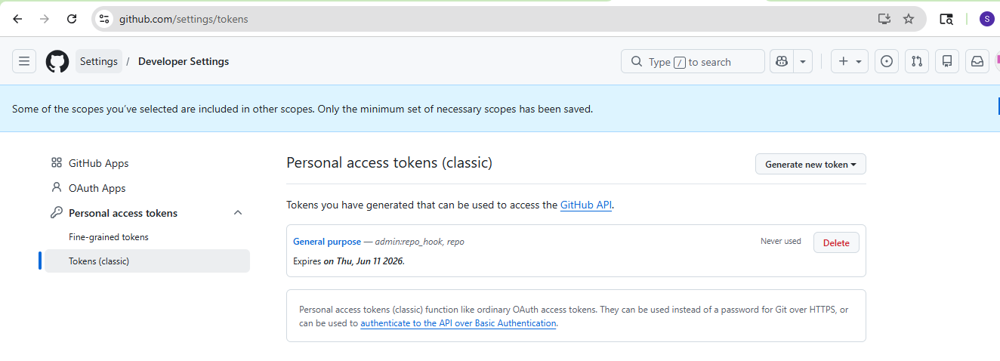 github.com/settings/tokens
S
Settings / Developer Settings
Type / to search
Some of the scopes you've selected are included in other scopes. Only the minimum set of necessary scopes has been saved.
GitHub Apps
OAuth Apps
Personal access tokens
Fine-grained tokens
Tokens (classic)
Personal access tokens (classic)
Generate new token
Tokens you have generated that can be used to access the GitHub API.
General purpose — admin:repo_hook, repo
Never used
Delete
Expires on Thu, Jun 11 2026.
Personal access tokens (classic) function like ordinary OAuth access tokens. They can be used instead of a password for Git over HTTPS, or
can be used to authenticate to the API over Basic Authentication.